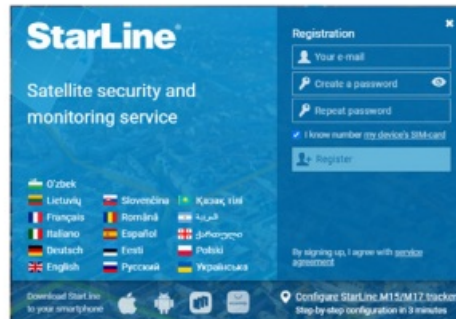 StarLine®
Satellite security and
monitoring service
O'zbek
Lietuvių
Français
Italiano
Deutsch
English
Slovenčina
Română
Español
Eesti
Русский
Қазақ тілі
العربية
ქართული
Polski
Українська
Registration
Your e-mail
Create a password
Repeat password
I know number my device's SIM-card
Register
By signing up, I agree with service
agreement
Download StarLine
to your smartphone
Configure StarLine M15/M17 tracker
Step-by-step configuration in 3 minutes